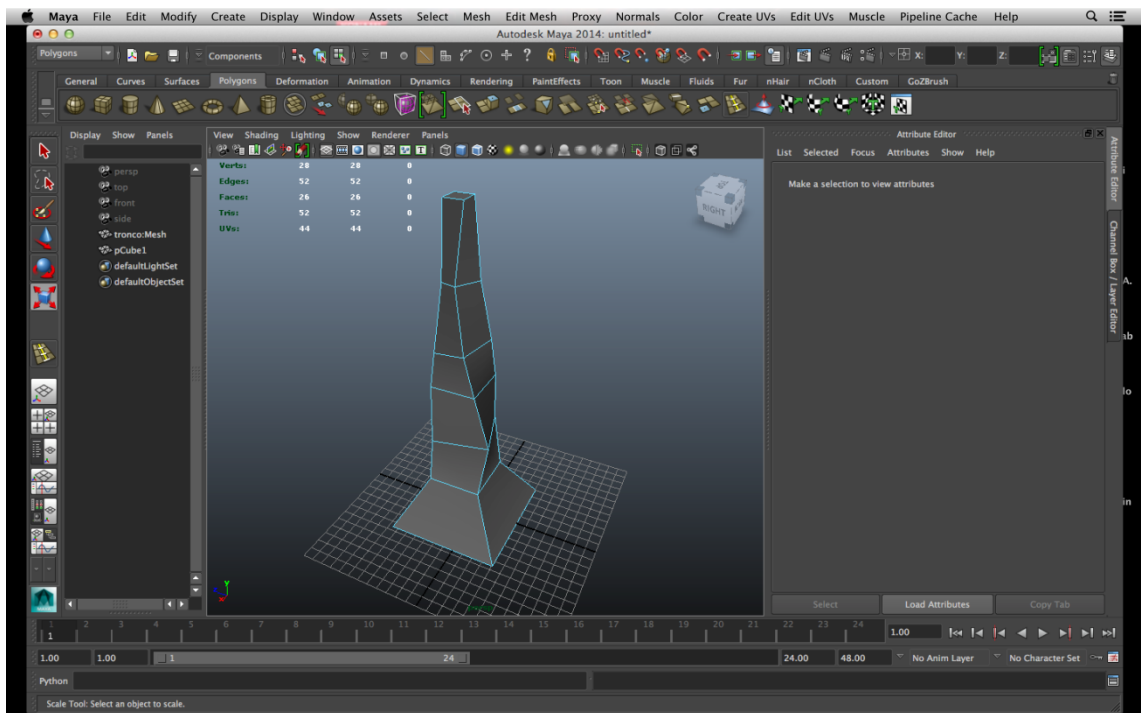 Maya File Edit Modify Create Display Window Assets Select Mesh Edit Mesh Proxy Normals Color Create UVs Edit UVs Muscle Pipeline Cache Help
Autodesk Maya 2014: untitled*
Polygons Components X: Y: Z:
General Curves Surfaces Polygons Deformation Animation Dynamics Rendering PaintEffects Toon Muscle Fluids Fur nHair nCloth Custom GoZBrush
Display Show Panels
persp
top
front
side
tronco:Mesh
pCube1
defaultLightSet
defaultObjectSet
View Shading Lighting Show Renderer Panels
Verts: 28 28 0
Edges: 52 52 0
Faces: 26 26 0
Tris: 52 52 0
UVs: 44 44 0
RIGHT
Y
Attribute Editor
List Selected Focus Attributes Show Help
Make a selection to view attributes
Select Load Attributes Copy Tab
Attribute Editor
Channel Box / Layer Editor
i
A.
ab
lo
in
1 2 3 4 5 6 7 8 9 10 11 12 13 14 15 16 17 18 19 20 21 22 23 24
1 1.00
1.00 1.00 1 24 24.00 48.00 No Anim Layer No Character Set
Python
Scale Tool: Select an object to scale.